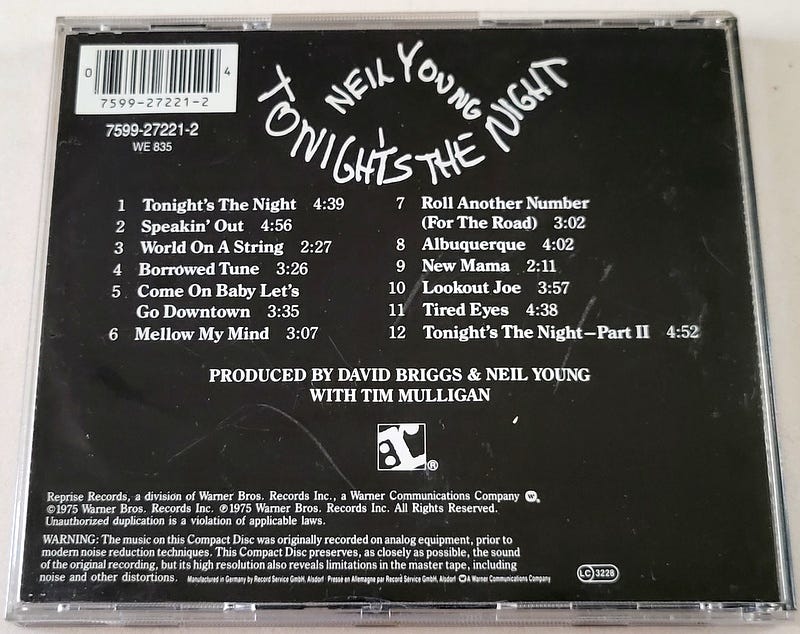 0 7599-27221-2 4
7599-27221-2
WE 835
NEIL YOUNG
TONIGHT'S THE NIGHT
1 Tonight's The Night 4:39
2 Speakin' Out 4:56
3 World On A String 2:27
4 Borrowed Tune 3:26
5 Come On Baby Let's
Go Downtown 3:35
6 Mellow My Mind 3:07
7 Roll Another Number
(For The Road) 3:02
8 Albuquerque 4:02
9 New Mama 2:11
10 Lookout Joe 3:57
11 Tired Eyes 4:38
12 Tonight's The Night–Part II 4:52
PRODUCED BY DAVID BRIGGS & NEIL YOUNG
WITH TIM MULLIGAN
®
Reprise Records, a division of Warner Bros. Records Inc., a Warner Communications Company
©1975 Warner Bros. Records Inc. ℗1975 Warner Bros. Records Inc. All Rights Reserved.
Unauthorized duplication is a violation of applicable laws.
WARNING: The music on this Compact Disc was originally recorded on analog equipment, prior to
modern noise reduction techniques. This Compact Disc preserves, as closely as possible, the sound
of the original recording, but its high resolution also reveals limitations in the master tape, including
noise and other distortions. Manufactured in Germany by Record Service GmbH, Alsdorf Pressé en Allemagne par Record Service GmbH, Alsdorf A Warner Communications Company
LC 3228